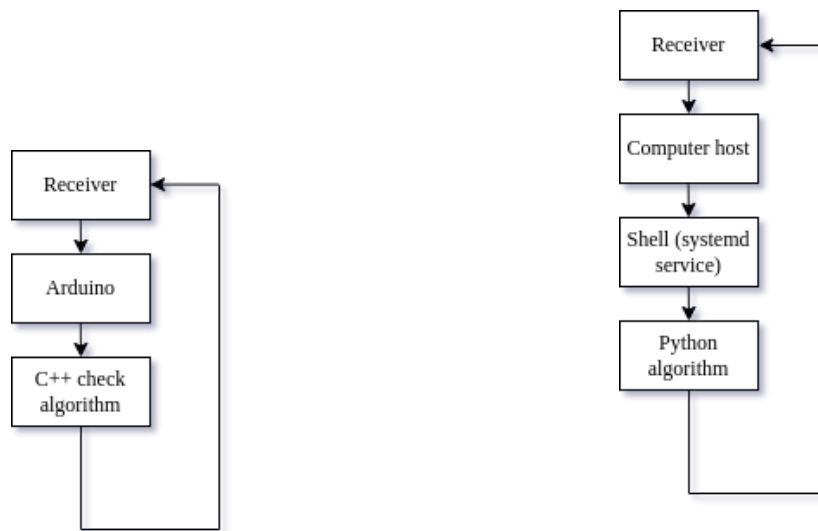 Receiver
Arduino
C++ check
algorithm
Receiver
Computer host
Shell (systemd
service)
Python
algorithm